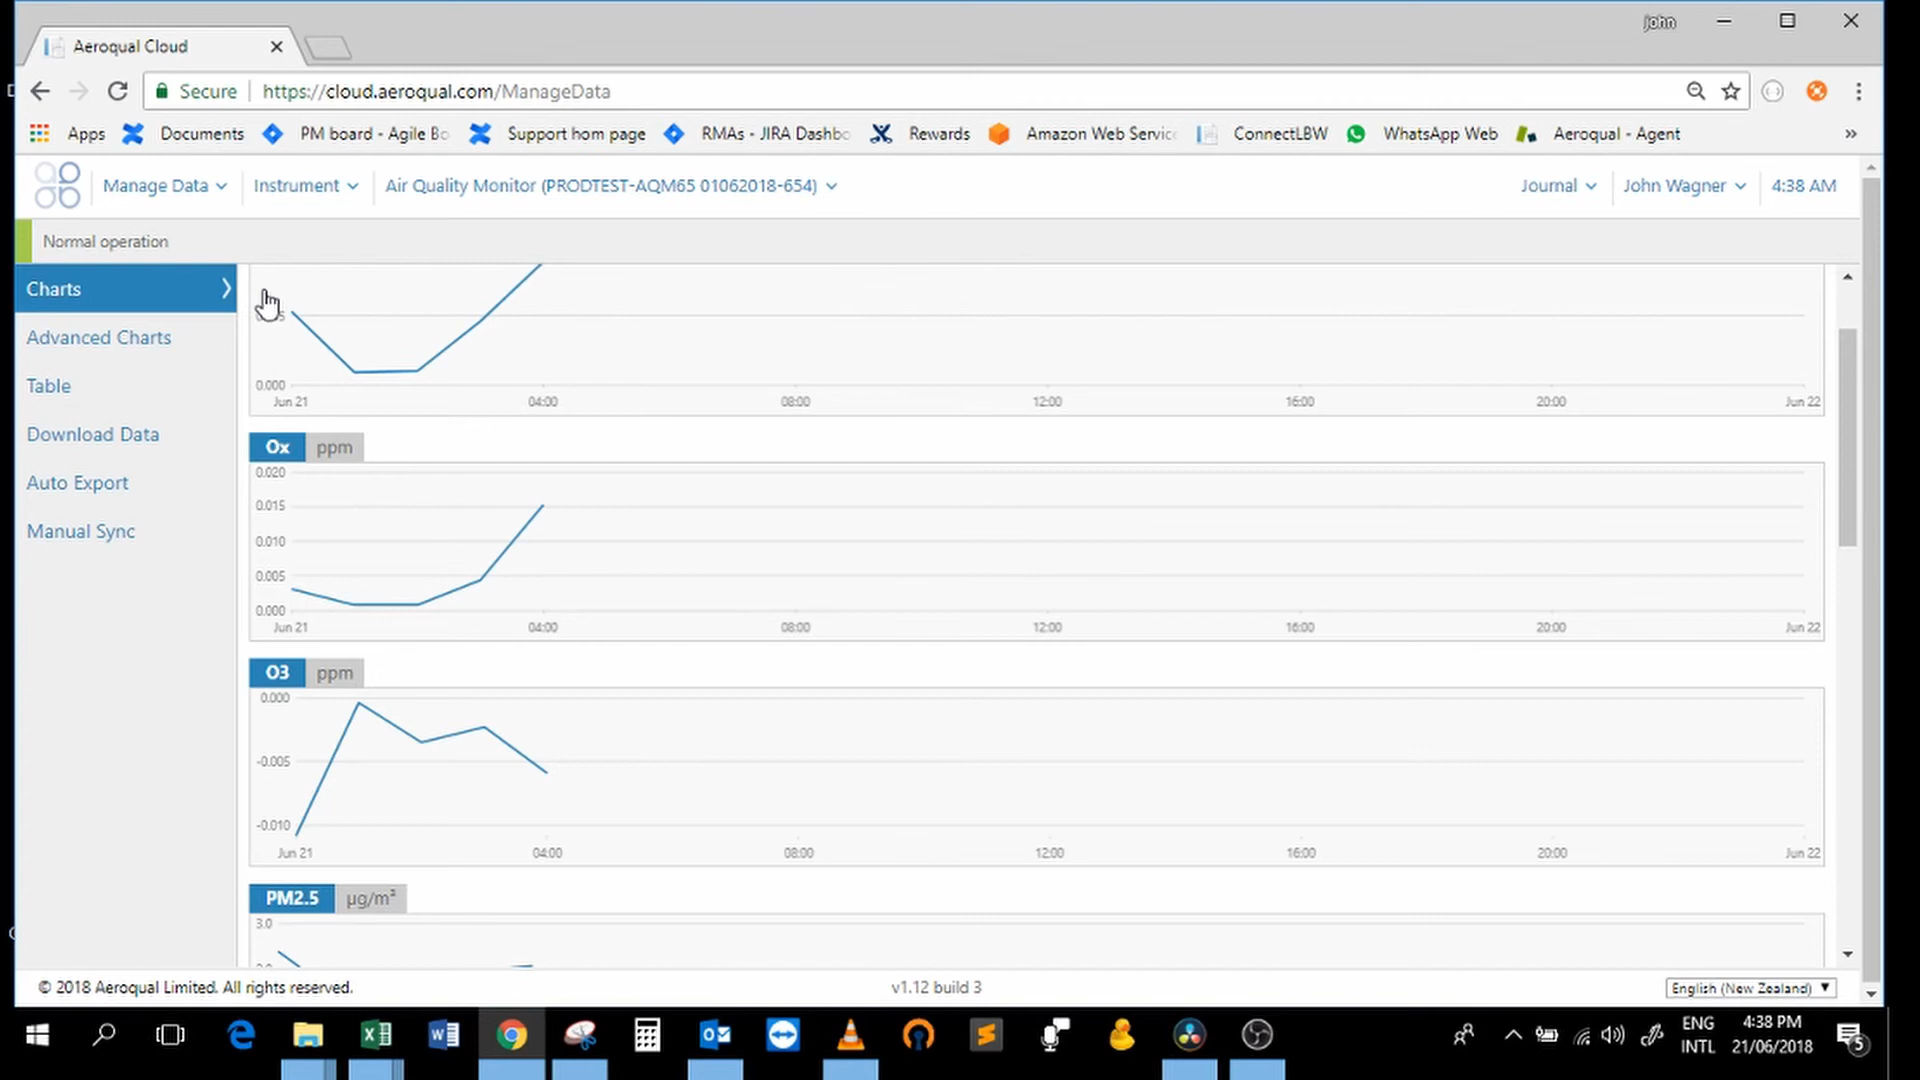 john
Aeroqual Cloud
Secure https://cloud.aeroqual.com/ManageData
Apps Documents PM board - Agile Bo Support hom page RMAs - JIRA Dashbo Rewards Amazon Web Service ConnectLBW WhatsApp Web Aeroqual - Agent »
Manage Data Instrument Air Quality Monitor (PRODTEST-AQM65 01062018-654) Journal John Wagner 4:38 AM
Normal operation
Charts
Advanced Charts
Table
Download Data
Auto Export
Manual Sync
0.000
Jun 21 04:00 08:00 12:00 16:00 20:00 Jun 22
Ox ppm
0.020
0.015
0.010
0.005
0.000
Jun 21 04:00 08:00 12:00 16:00 20:00 Jun 22
O3 ppm
0.000
-0.005
-0.010
Jun 21 04:00 08:00 12:00 16:00 20:00 Jun 22
PM2.5 µg/m³
3.0
© 2018 Aeroqual Limited. All rights reserved. v1.12 build 3 English (New Zealand)
ENG 4:38 PM
INTL 21/06/2018 5